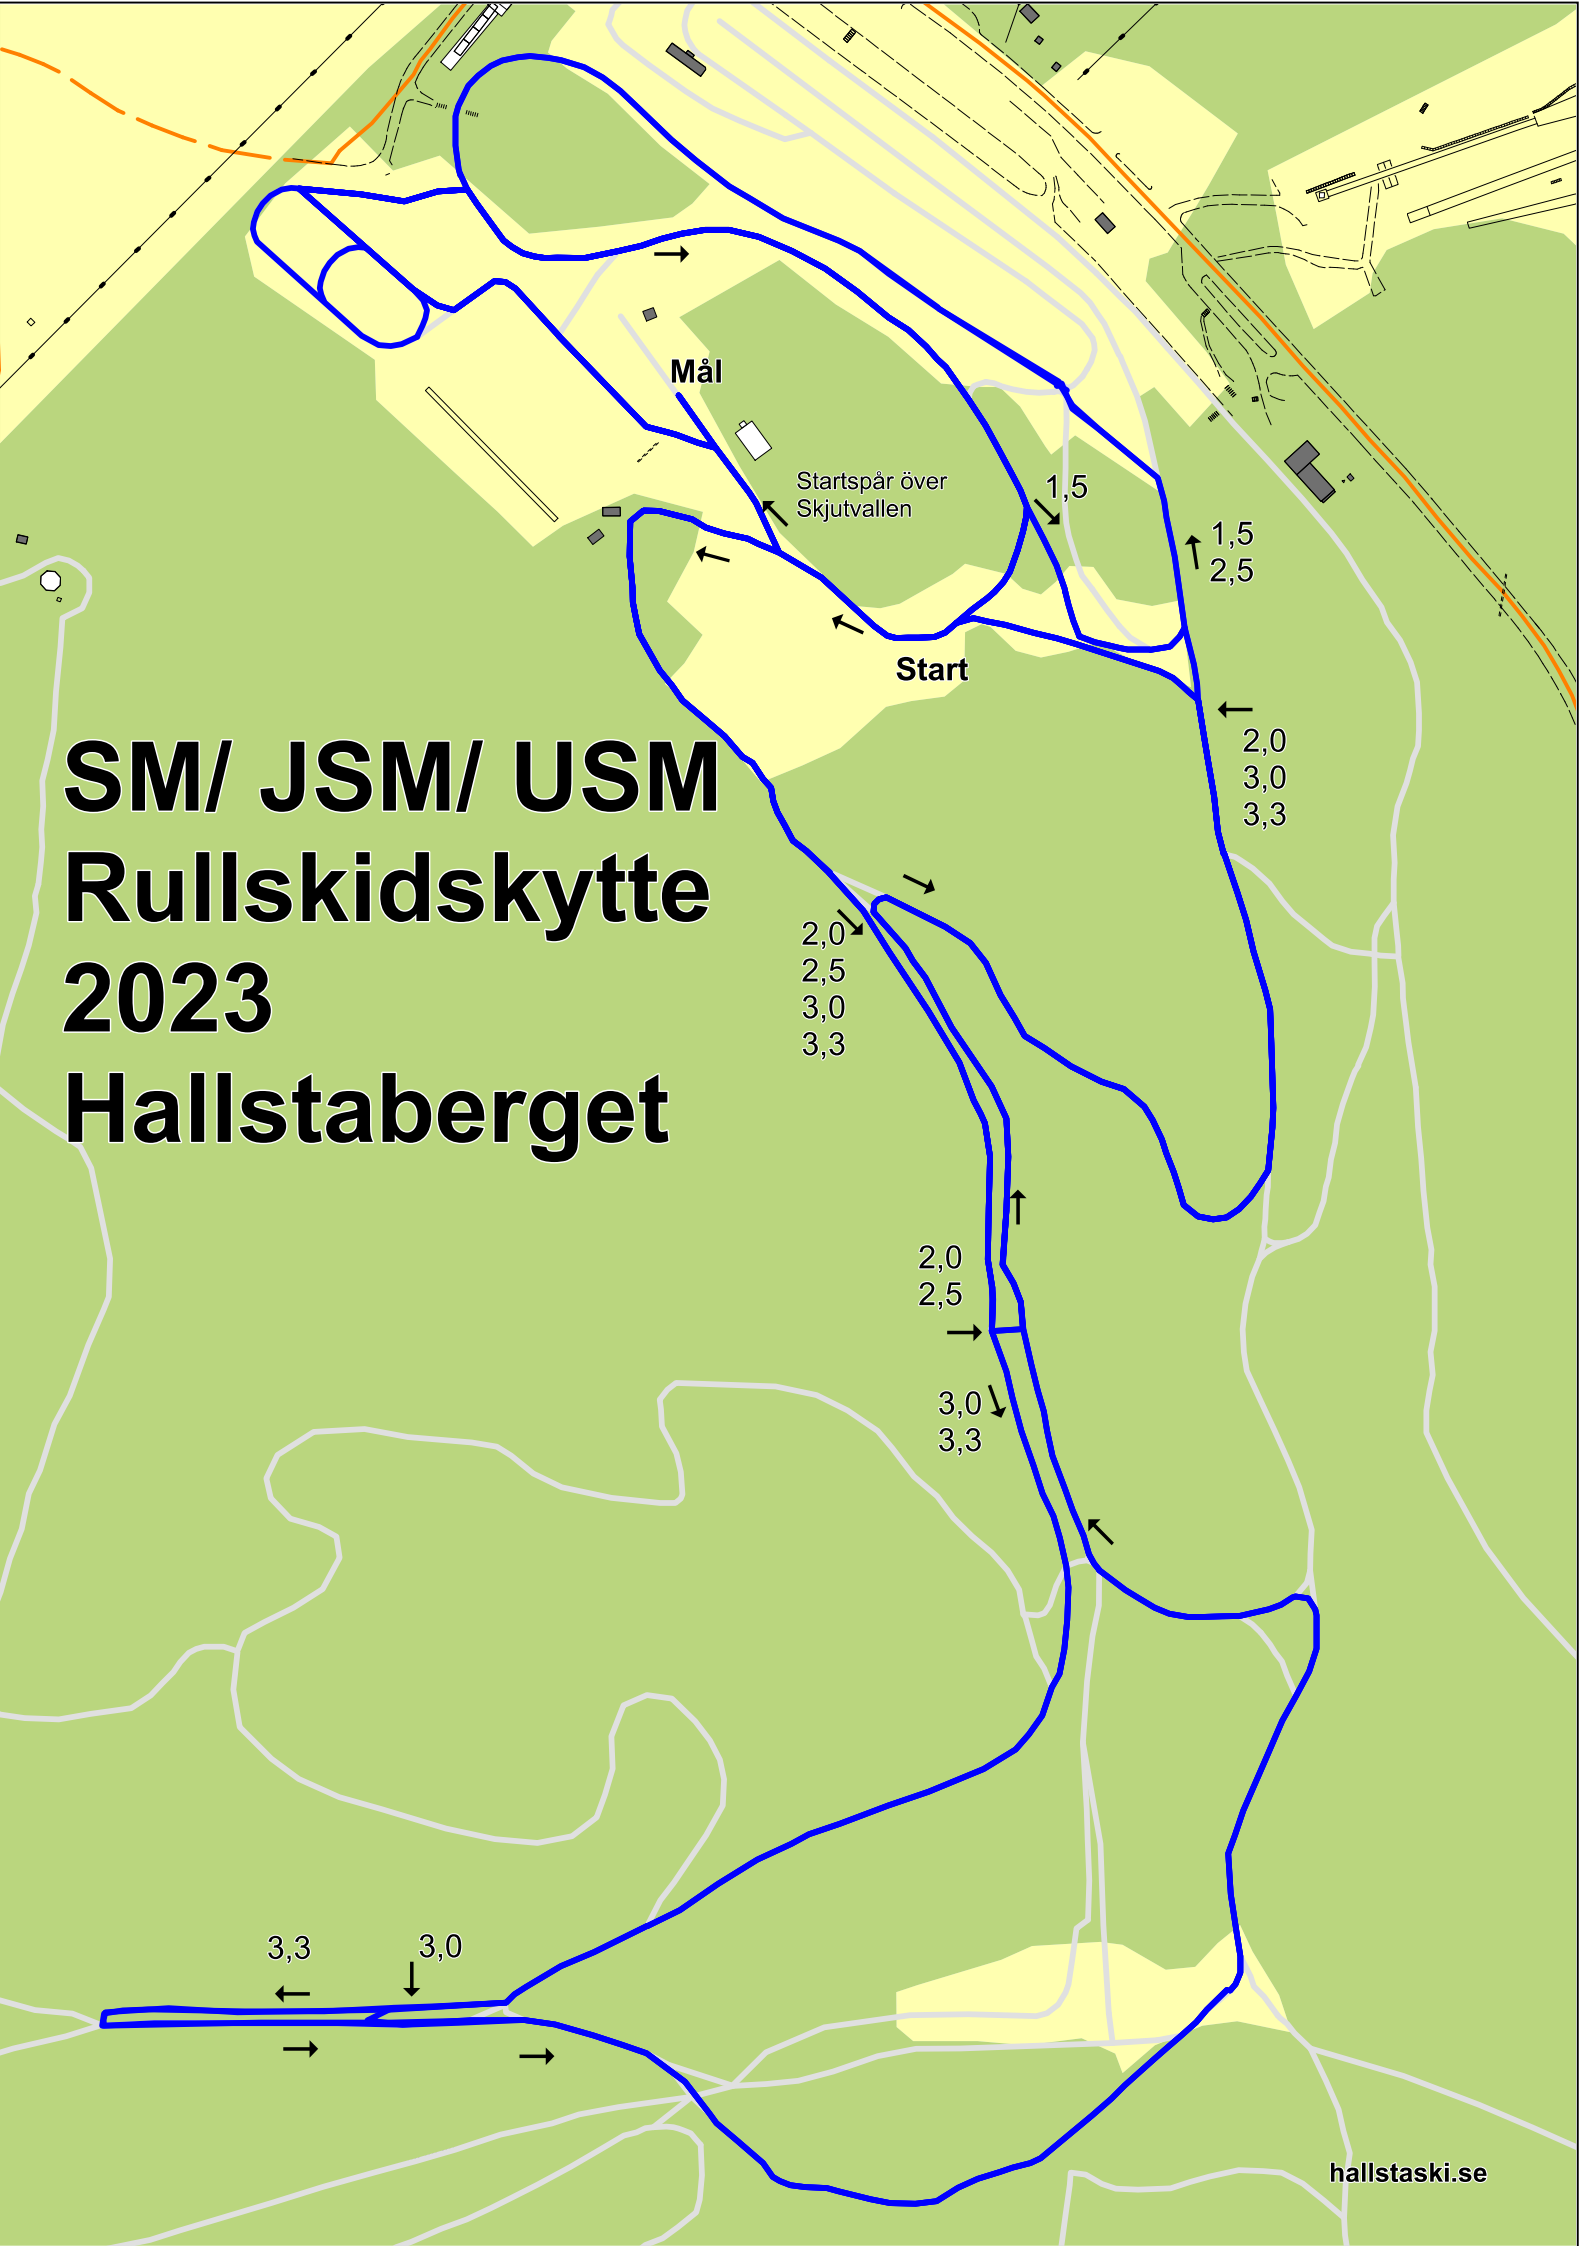 Mål
Startspår över
Skjutvallen
1,5
1,5
2,5
Start
2,0
3,0
3,3
SM/ JSM/ USM
Rullskidskytte
2023
Hallstaberget
2,0
2,5
3,0
3,3
2,0
2,5
3,0
3,3
3,3
3,0
hallstaski.se